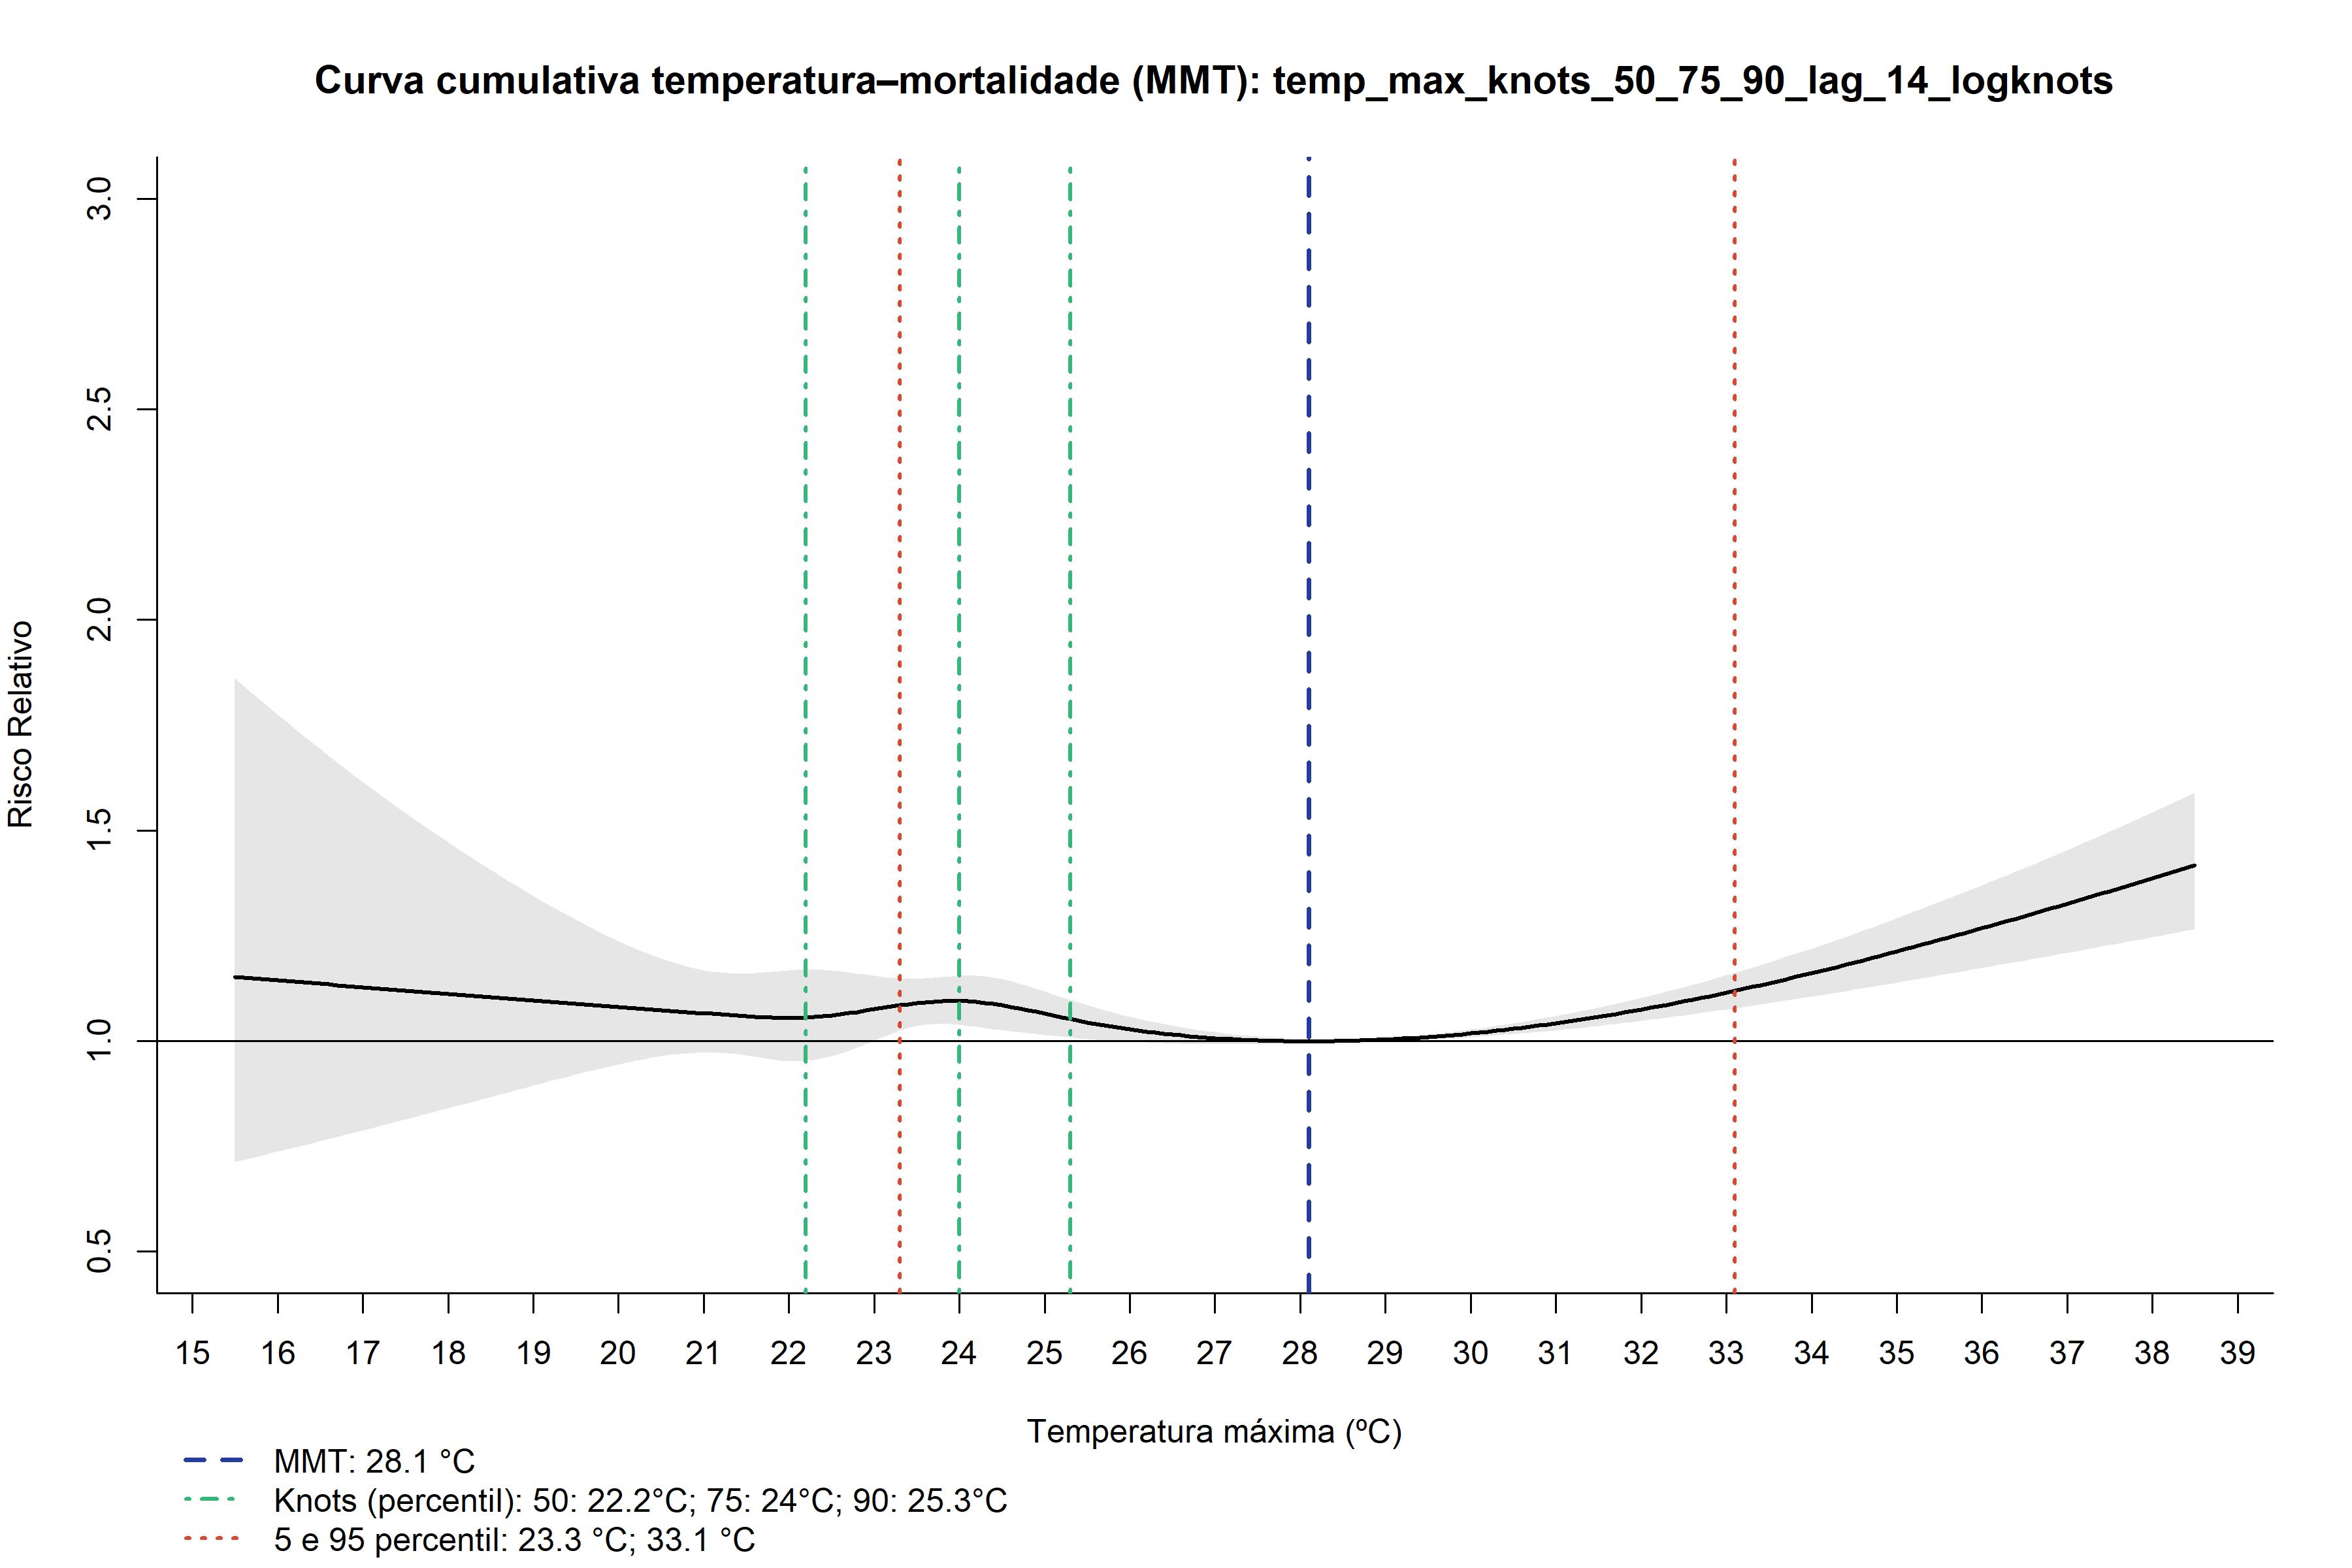 Curva cumulativa temperatura–mortalidade (MMT): temp_max_knots_50_75_90_lag_14_logknots
Risco Relativo
3.0
2.5
2.0
1.5
1.0
0.5
15 16 17 18 19 20 21 22 23 24 25 26 27 28 29 30 31 32 33 34 35 36 37 38 39
Temperatura máxima (ºC)
MMT: 28.1 °C
Knots (percentil): 50: 22.2°C; 75: 24°C; 90: 25.3°C
5 e 95 percentil: 23.3 °C; 33.1 °C